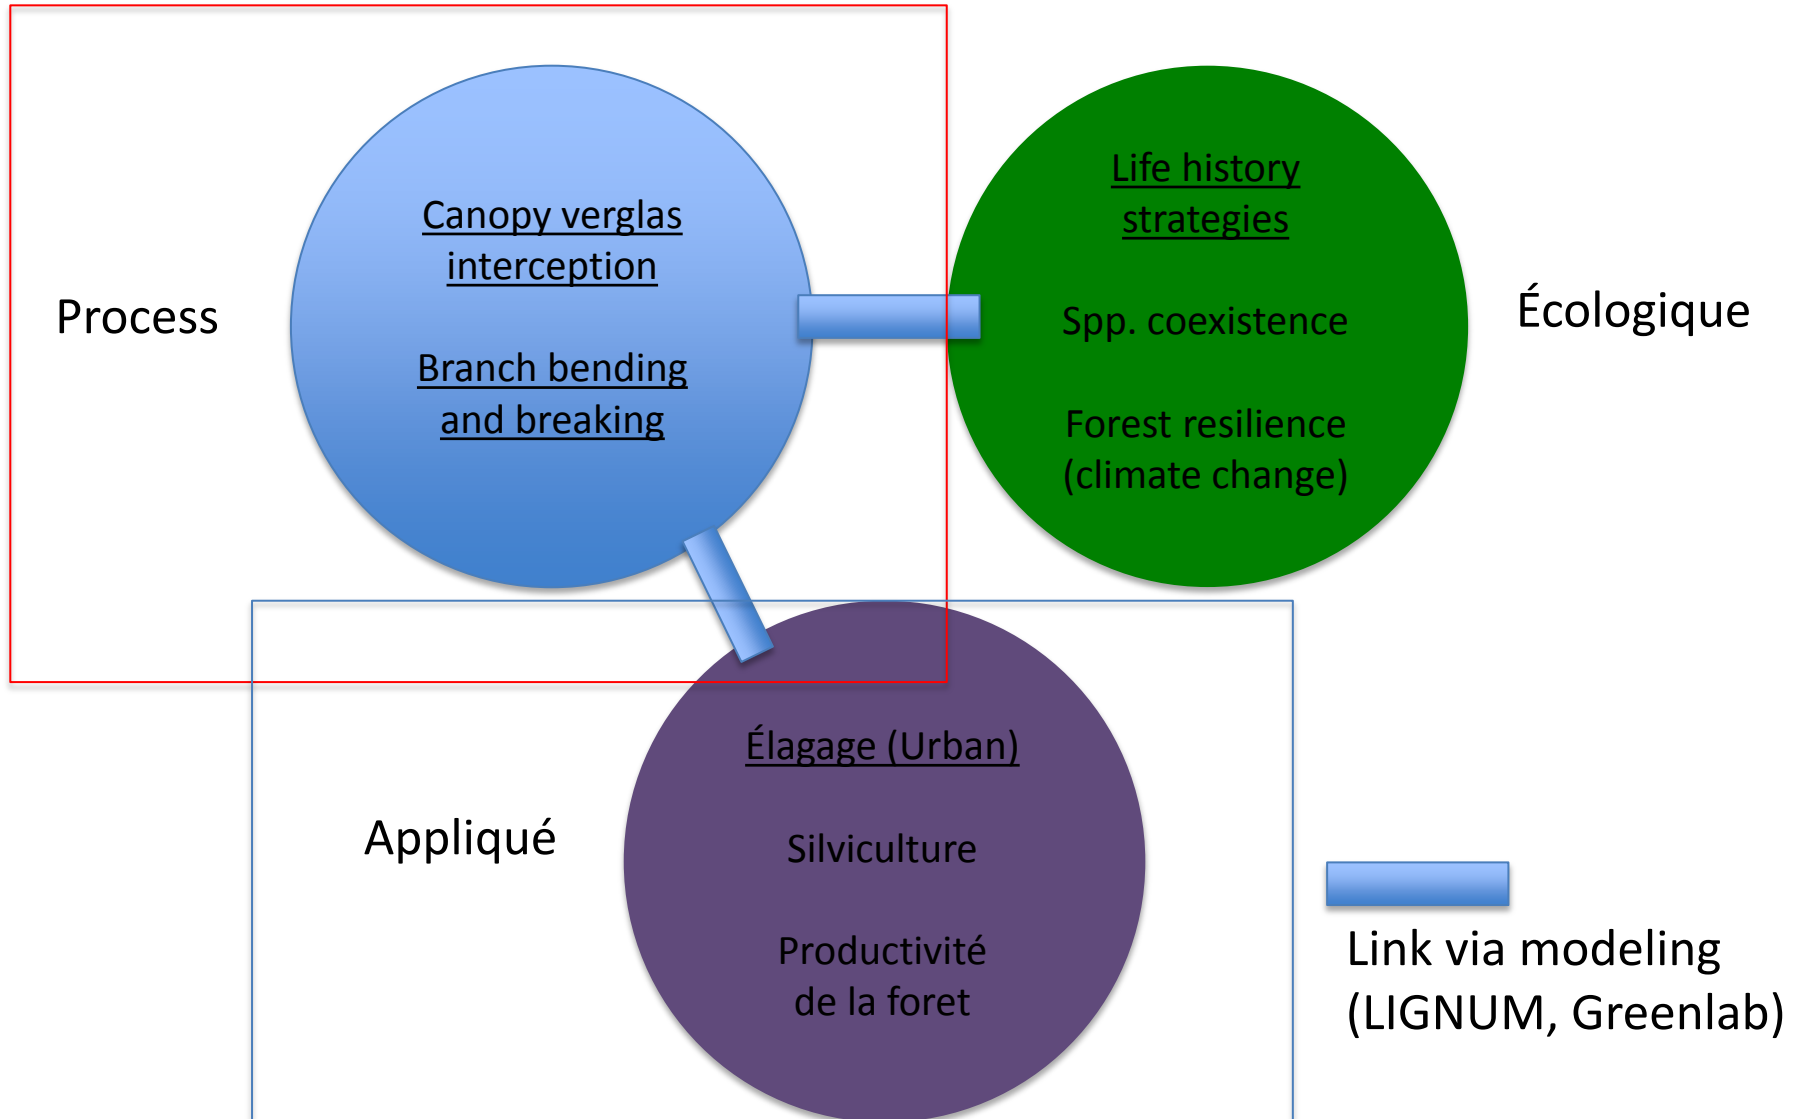 Process
Canopy verglas
interception
Branch bending
and breaking
Life history
strategies
Spp. coexistence
Forest resilience
(climate change)
Écologique
Appliqué
Élagage (Urban)
Silviculture
Productivité
de la foret
Link via modeling
(LIGNUM, Greenlab)